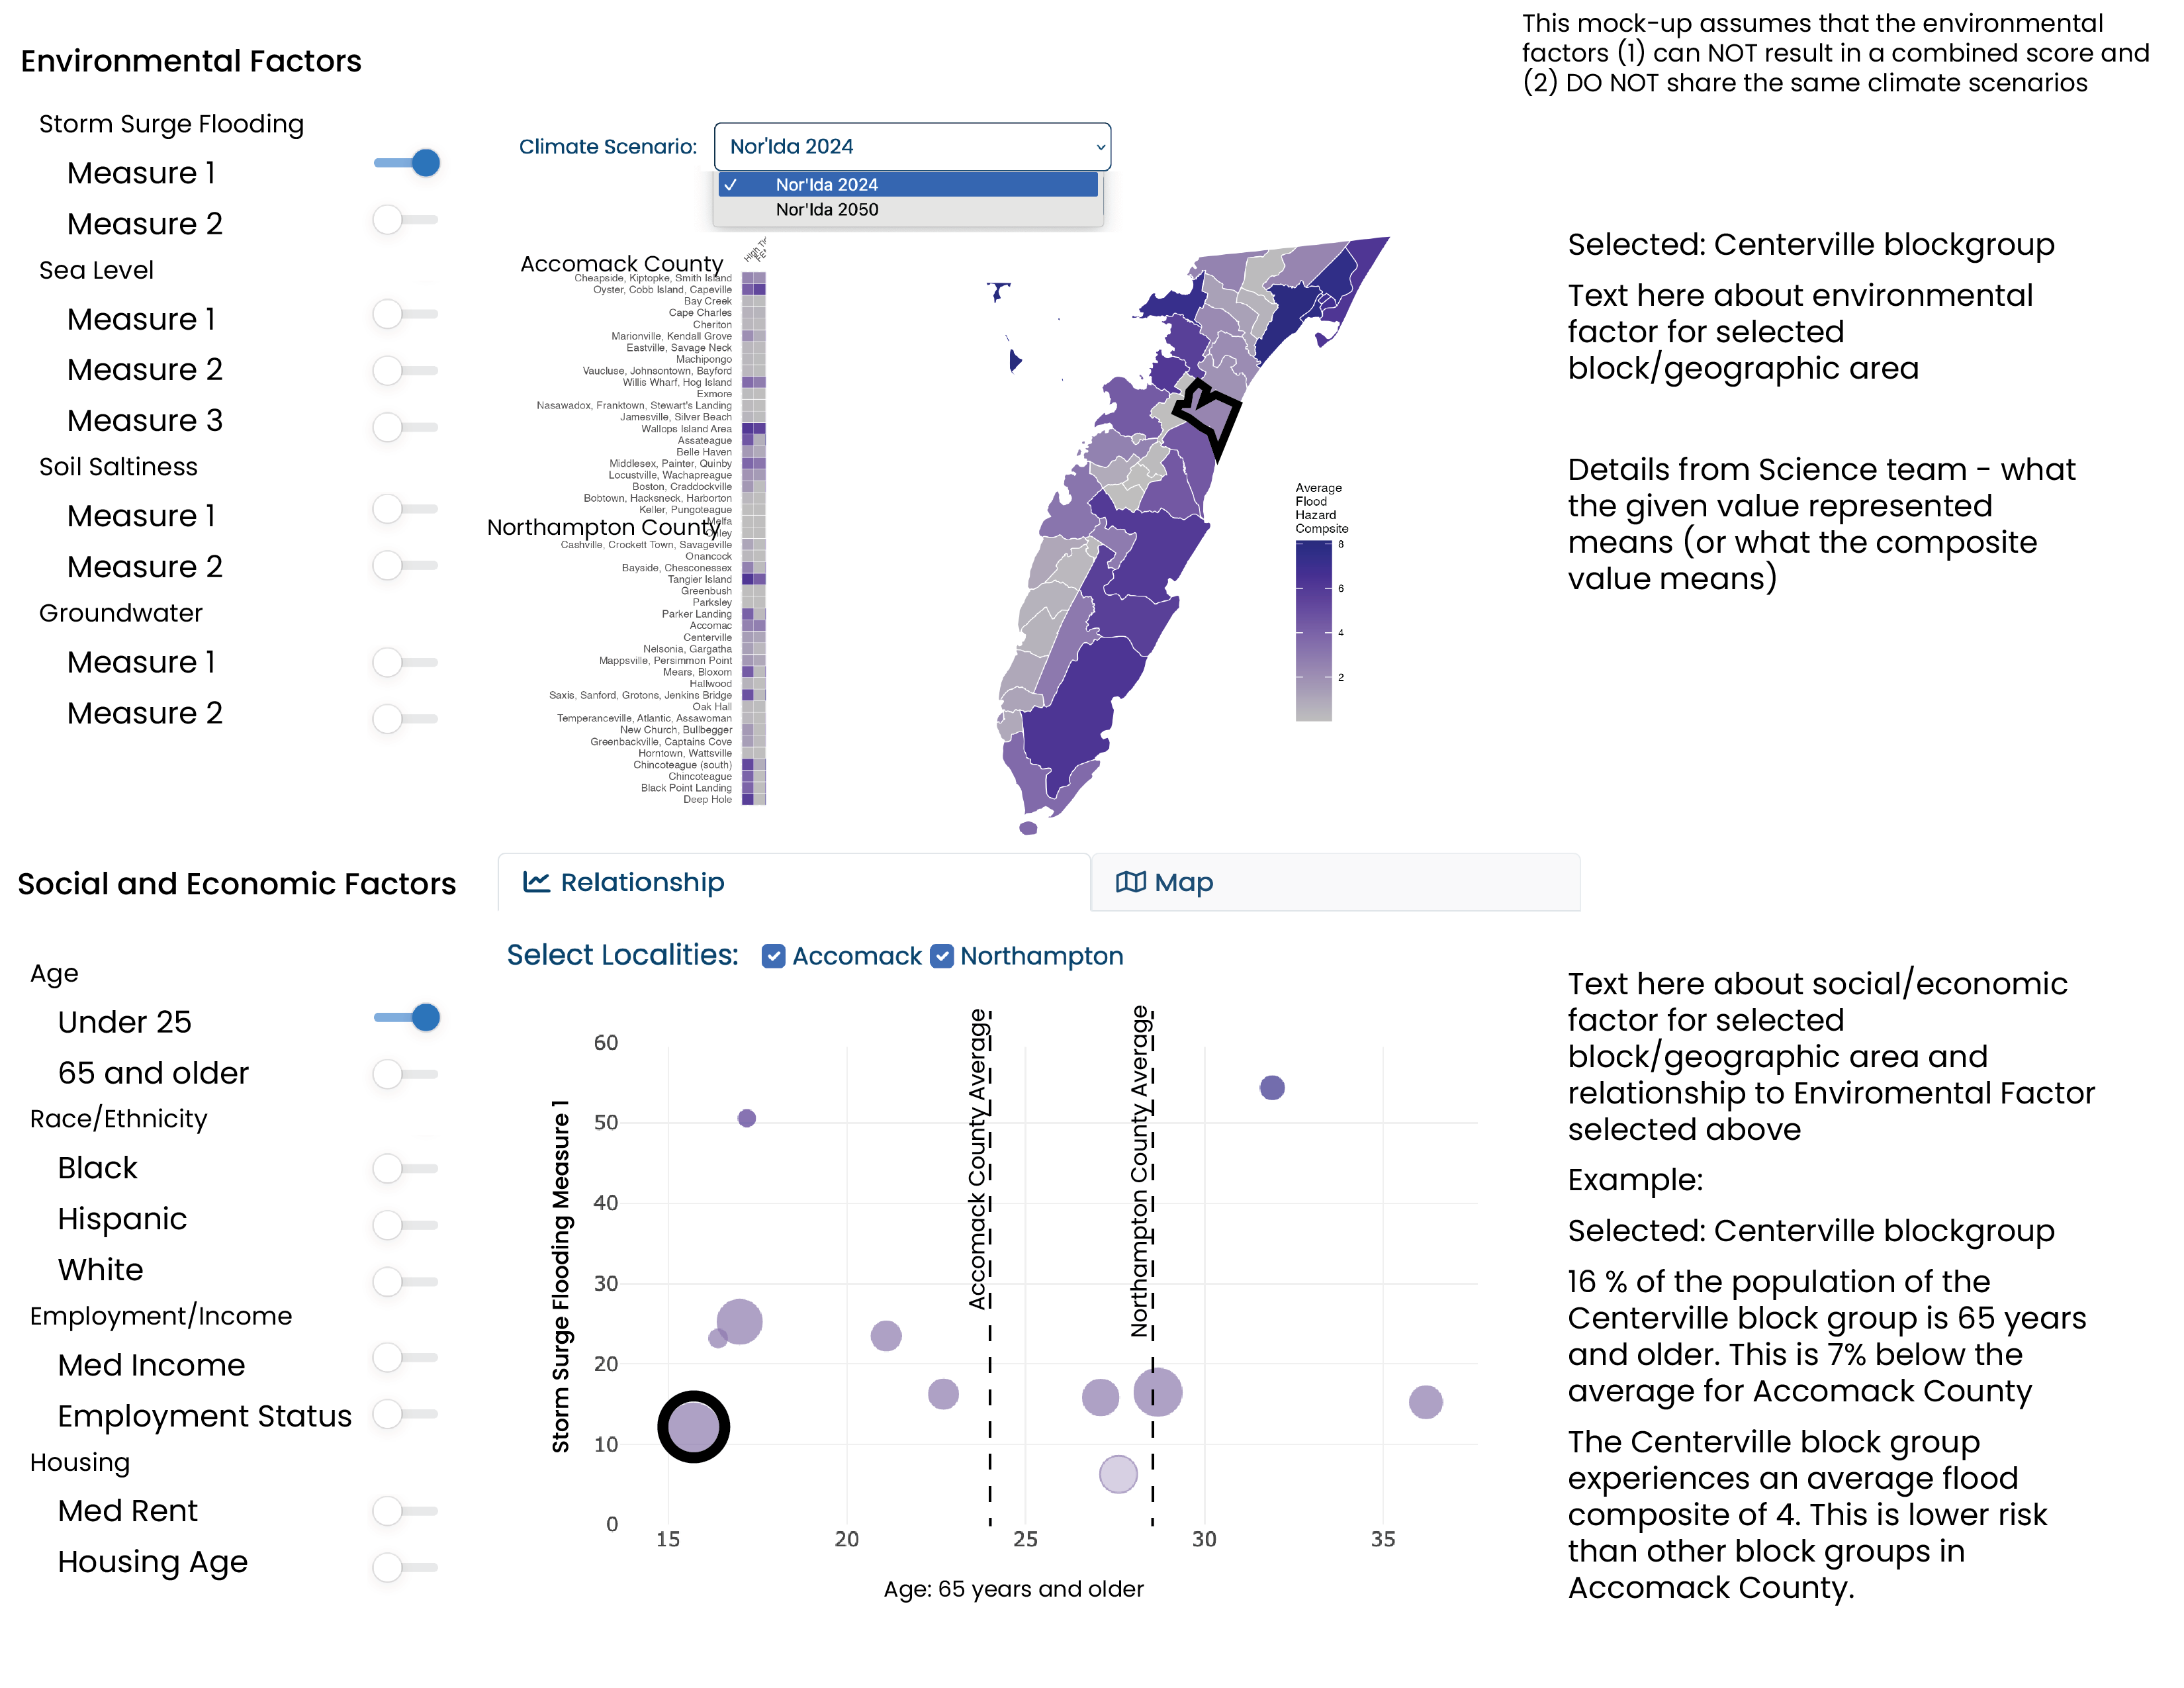 This mock-up assumes that the environmental
factors (1) can NOT result in a combined score and
(2) DO NOT share the same climate scenarios
Environmental Factors
Storm Surge Flooding
Measure 1
Measure 2
Sea Level
Measure 1
Measure 2
Measure 3
Soil Saltiness
Measure 1
Measure 2
Groundwater
Measure 1
Measure 2
Climate Scenario:
Nor'Ida 2024
Nor'Ida 2024
Nor'Ida 2050
Accomack County
Cheapside, Kiptopke, Smith Island
Oyster, Cobb Island, Capeville
Bay Creek
Cape Charles
Cheriton
Marionville, Kendall Grove
Eastville, Savage Neck
Machipongo
Vaucluse, Johnsontown, Bayford
Willis Wharf, Hog Island
Exmore
Nasawadox, Franktown, Stewart's Landing
Jamesville, Silver Beach
Wallops Island Area
Assateague
Belle Haven
Middlesex, Painter, Quinby
Locustville, Wachapreague
Boston, Craddockville
Bobtown, Hacksneck, Harborton
Keller, Pungoteague
Northampton County
Cashville, Crockett Town, Savageville
Onancock
Bayside, Chesconessex
Tangier Island
Greenbush
Parksley
Parker Landing
Accomac
Centerville
Nelsonia, Gargatha
Mappsville, Persimmon Point
Mears, Bloxom
Hallwood
Saxis, Sanford, Grotons, Jenkins Bridge
Oak Hall
Temperanceville, Atlantic, Assawoman
New Church, Bullbegger
Greenbackville, Captains Cove
Horntown, Wattsville
Chincoteague (south)
Chincoteague
Black Point Landing
Deep Hole
Average
Flood
Hazard
Compsite
8
6
4
2
Selected: Centerville blockgroup
Text here about environmental
factor for selected
block/geographic area
Details from Science team - what
the given value represented
means (or what the composite
value means)
Social and Economic Factors
Age
Under 25
65 and older
Race/Ethnicity
Black
Hispanic
White
Employment/Income
Med Income
Employment Status
Housing
Med Rent
Housing Age
Relationship
Map
Select Localities:
Accomack
Northampton
Storm Surge Flooding Measure 1
60
50
40
30
20
10
0
Accomack County Average
Northampton County Average
15
20
25
30
35
Age: 65 years and older
Text here about social/economic
factor for selected
block/geographic area and
relationship to Enviromental Factor
selected above
Example:
Selected: Centerville blockgroup
16 % of the population of the
Centerville block group is 65 years
and older. This is 7% below the
average for Accomack County
The Centerville block group
experiences an average flood
composite of 4. This is lower risk
than other block groups in
Accomack County.